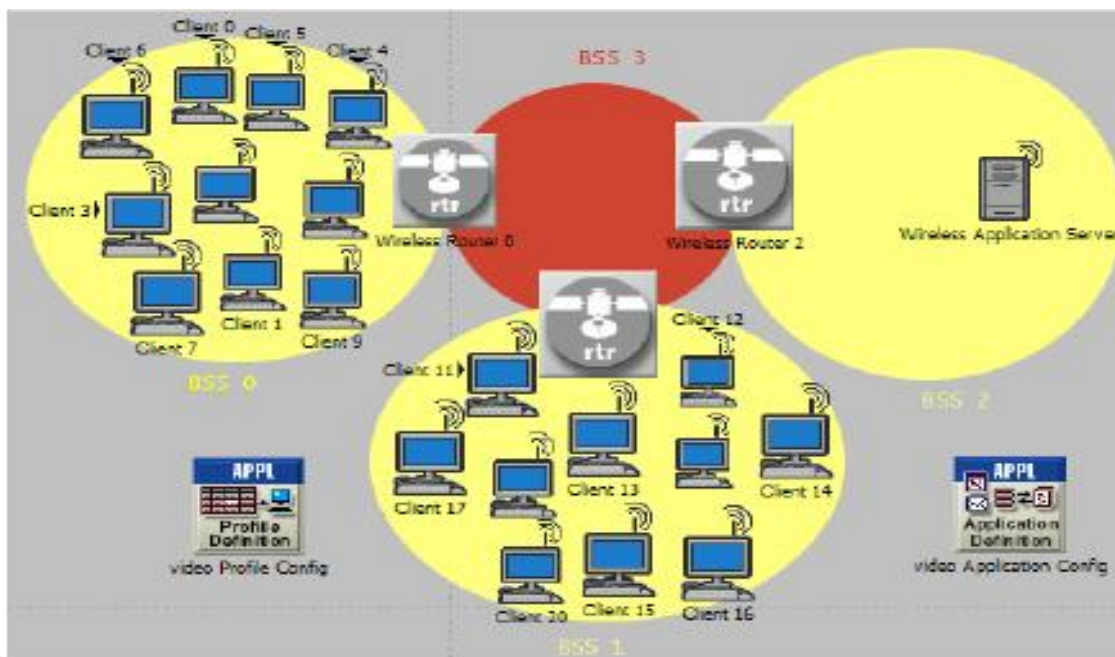 Client 0
Client 5
Client 6
Client 4
BSS 3
Client 3
rtr
rtr
Wireless Router 0
Wireless Router 2
Wireless Application Server
Client 1
Client 7
Client 9
Client 12
rtr
Client 11
BSS 0
BSS 2
APPL
Profile
Definition
video Profile Config
Client 17
Client 13
Client 14
APPL
Application
Definition
video Application Config
Client 20
Client 15
Client 16
BSS 1